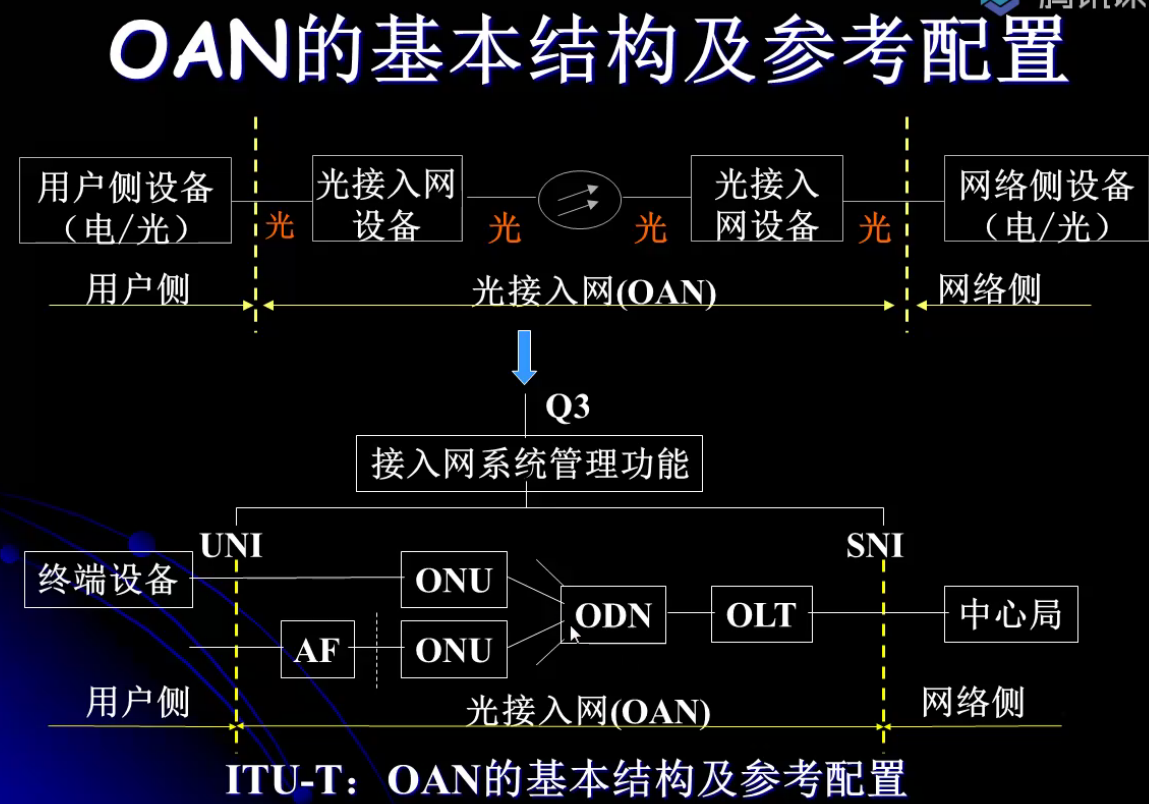 OAN的基本结构及参考配置
用户侧设备
（电/光）
光
光接入网
设备
光
光
光接入
网设备
光
网络侧设备
（电/光）
用户侧
光接入网(OAN)
网络侧
Q3
接入网系统管理功能
UNI
SNI
终端设备
ONU
ODN
OLT
中心局
AF
ONU
用户侧
光接入网(OAN)
网络侧
ITU-T：OAN的基本结构及参考配置